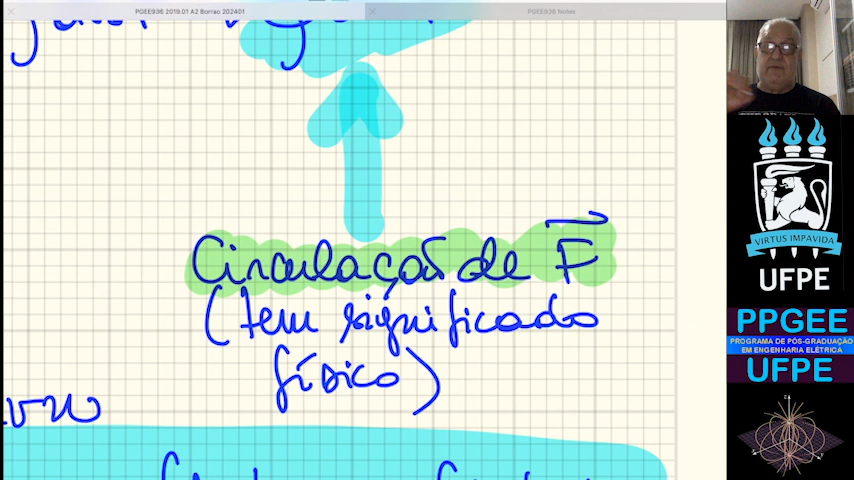 PGEE936 2019.01 A2 Borrao 202401
PGEE936 Notes
Circulação de F
(tem significado
físico)
VIRTUS IMPAVIDA
UFPE
PPGEE
PROGRAMA DE PÓS-GRADUAÇÃO
EM ENGENHARIA ELÉTRICA
UFPE